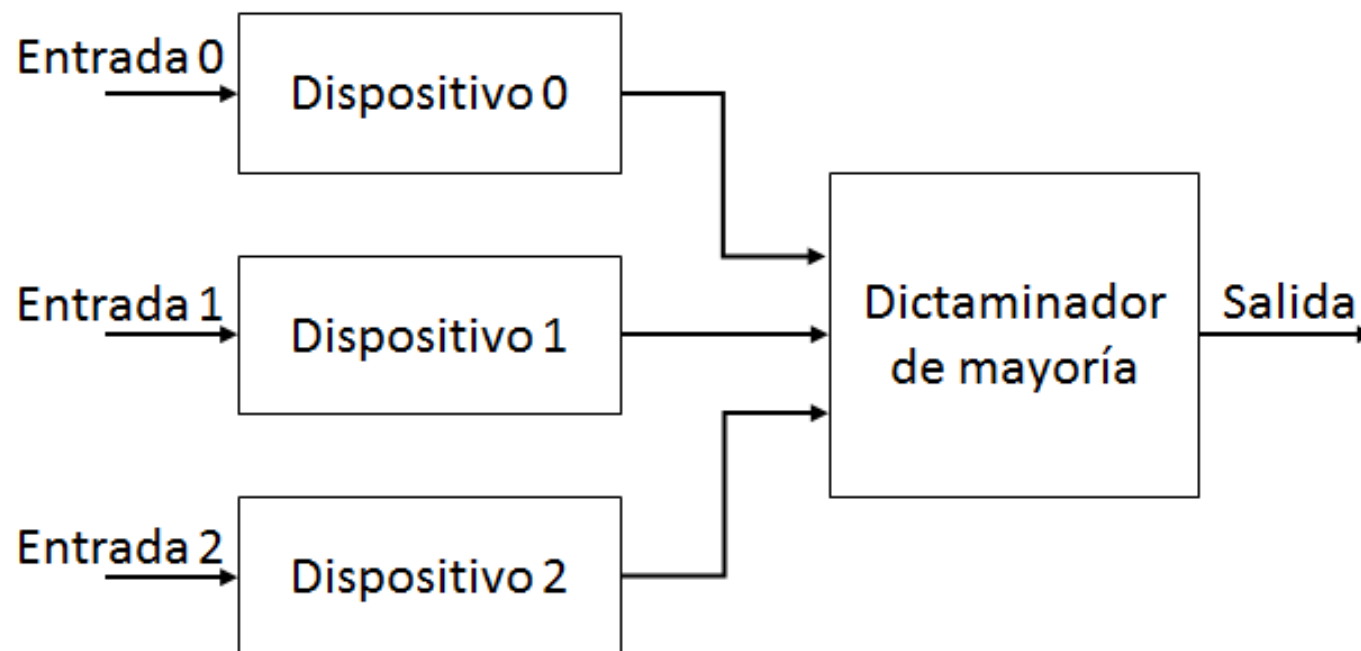 Entrada 0
Dispositivo 0
Entrada 1
Dispositivo 1
Dictaminador
de mayoría
Salida
Entrada 2
Dispositivo 2